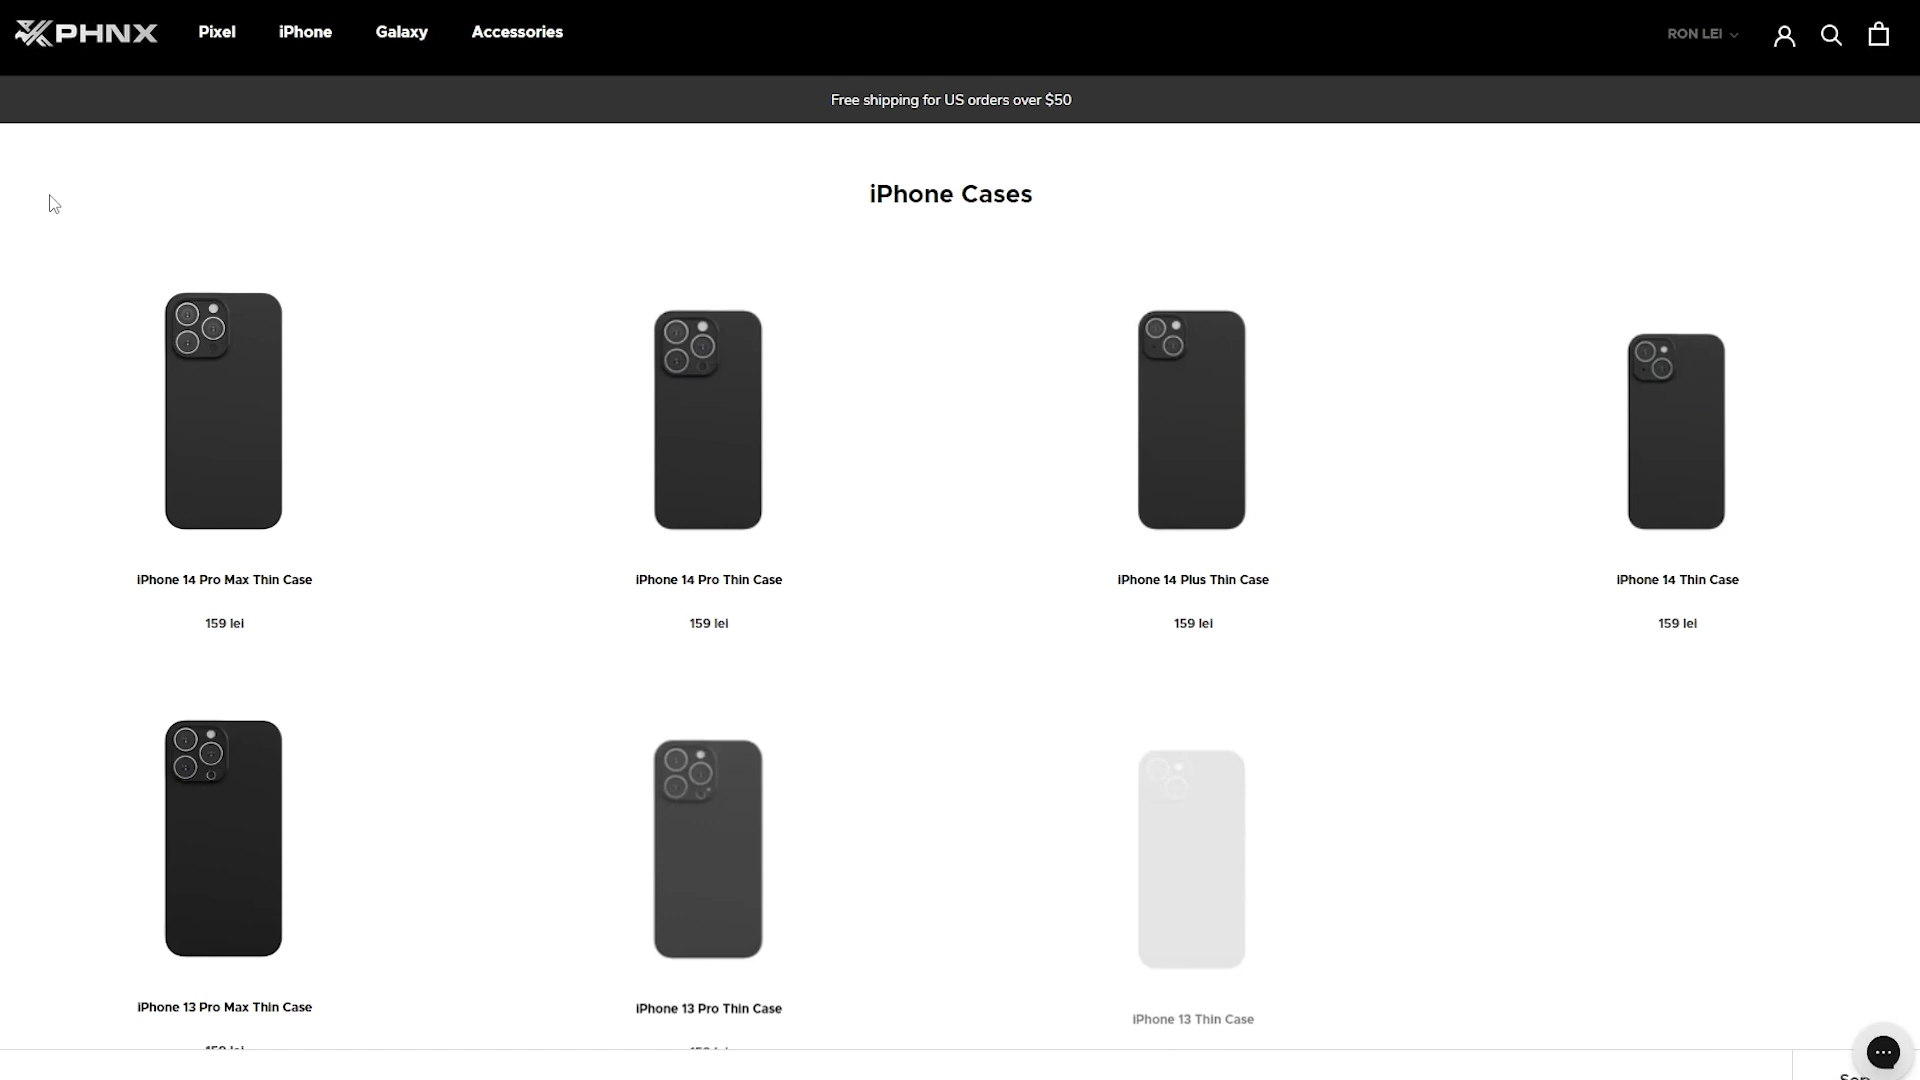 PHNX
Pixel
iPhone
Galaxy
Accessories
RON LEI
Free shipping for US orders over $50
iPhone Cases
iPhone 14 Pro Max Thin Case
iPhone 14 Pro Thin Case
iPhone 14 Plus Thin Case
iPhone 14 Thin Case
159 lei
159 lei
159 lei
159 lei
iPhone 13 Pro Max Thin Case
iPhone 13 Pro Thin Case
iPhone 13 Thin Case